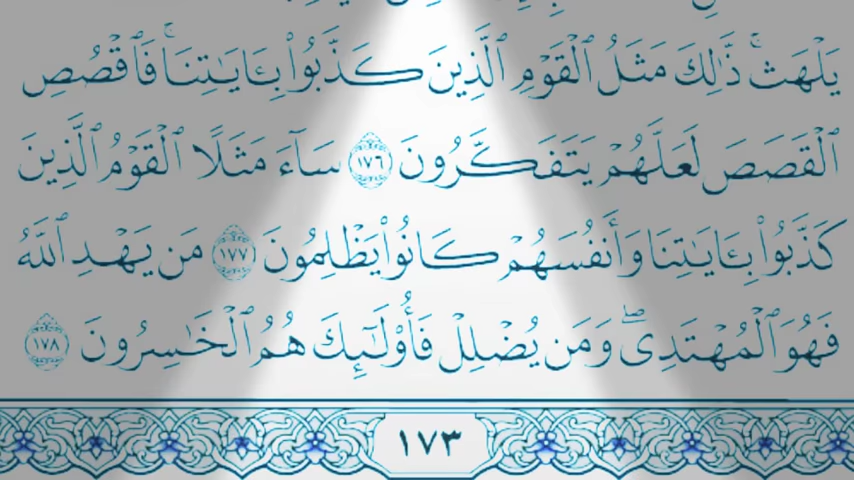 يَلْهَث ۚ ذَّٰلِكَ مَثَلُ ٱلْقَوْمِ ٱلَّذِينَ كَذَّبُوا۟ بِـَٔايَـٰتِنَا ۚ فَٱقْصُصِ
ٱلْقَصَصَ لَعَلَّهُمْ يَتَفَكَّرُونَ ١٧٦ سَآءَ مَثَلًا ٱلْقَوْمُ ٱلَّذِينَ
كَذَّبُوا۟ بِـَٔايَـٰتِنَا وَأَنفُسَهُمْ كَانُوا۟ يَظْلِمُونَ ١٧٧ مَن يَهْدِ ٱللَّهُ
فَهُوَ ٱلْمُهْتَدِى ۖ وَمَن يُضْلِلْ فَأُو۟لَـٰٓئِكَ هُمُ ٱلْخَـٰسِرُونَ ١٧٨
١٧٣